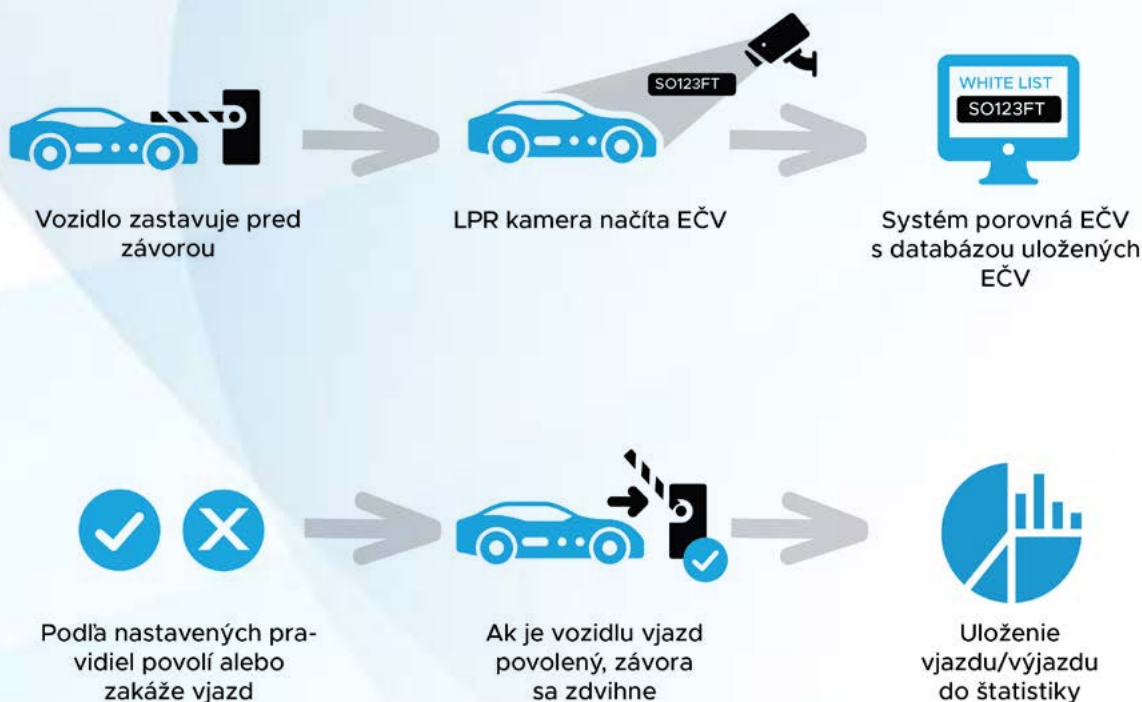 SO123FT
WHITE LIST
SO123FT
Vozidlo zastavuje pred
závorou
LPR kamera načíta EČV
Systém porovná EČV
s databázou uložených
EČV
Podľa nastavených pra-
vidiel povolí alebo
zakáže vjazd
Ak je vozidlu vjazd
povolený, závora
sa zdvihne
Uloženie
vjazdu/výjazdu
do štatistiky